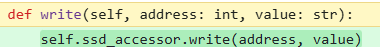 def write(self, address: int, value: str):
    self.ssd_accessor.write(address, value)